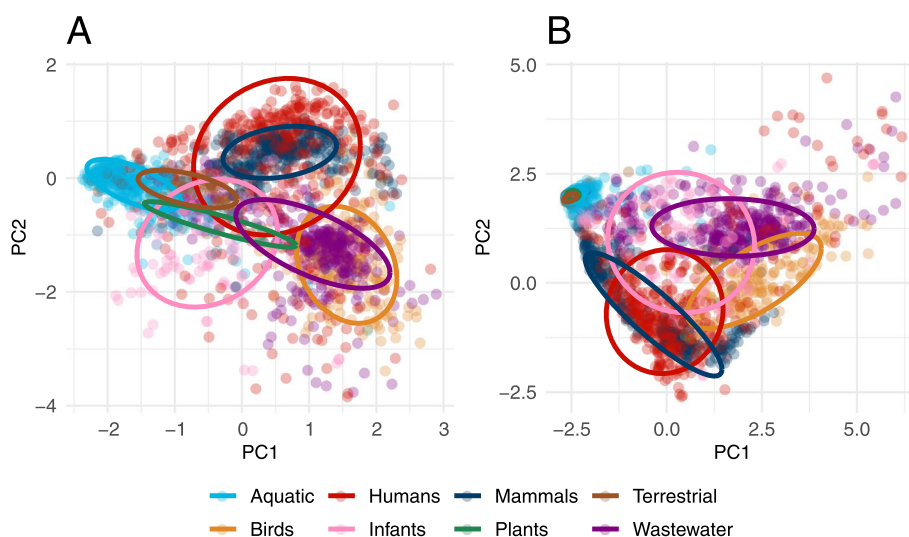 A
B
2
0
−2
−4
PC2
−2
−1
0
1
2
3
PC1
5.0
2.5
0.0
−2.5
PC2
−2.5
0.0
2.5
5.0
PC1
Aquatic Humans Mammals Terrestrial
Birds Infants Plants Wastewater